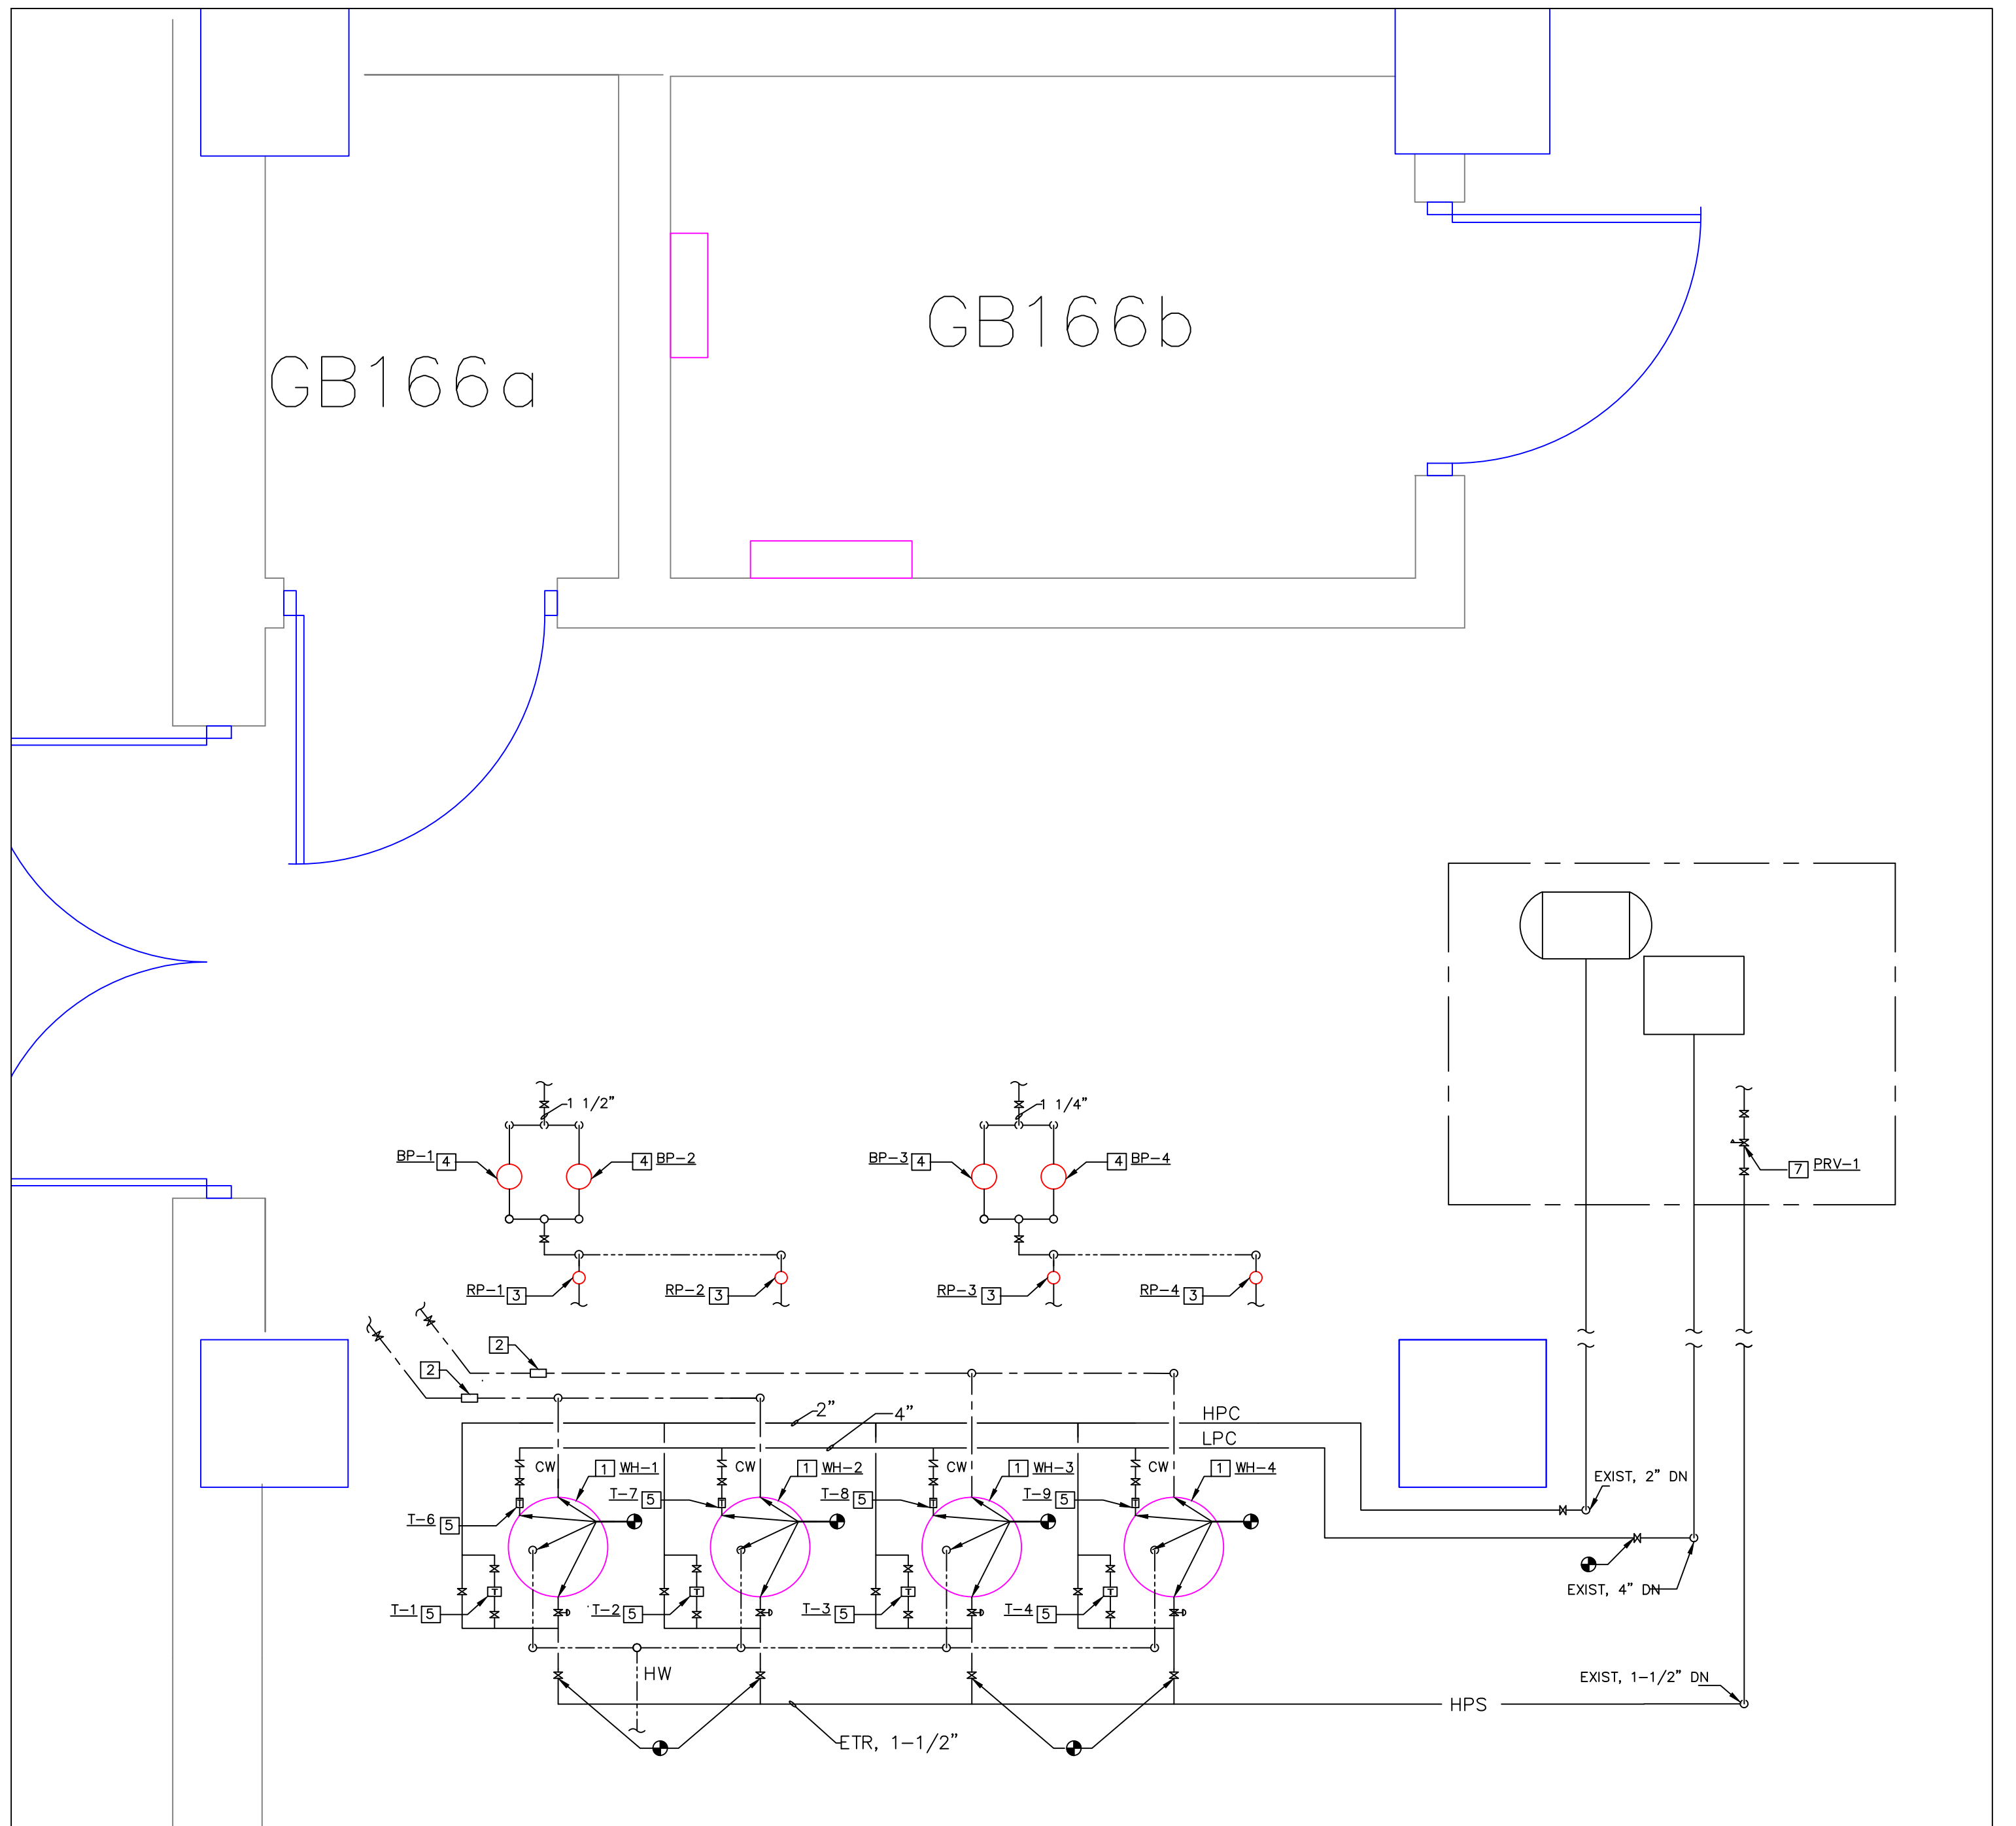 GB166b
GB166a
1 1/2"
1 1/4"
BP-1 4
4 BP-2
BP-3 4
4 BP-4
7 PRV-1
RP-1 3
RP-2 3
RP-3 3
RP-4 3
2
2
2"
4"
HPC
LPC
CW
1 WH-1
CW
1 WH-2
CW
1 WH-3
CW
1 WH-4
EXIST, 2" DN
T-7 5
T-8 5
T-9 5
T-6 5
EXIST, 4" DN
T
T
T
T
T-1 5
T-2 5
T-3 5
T-4 5
HW
EXIST, 1-1/2" DN
HPS
ETR, 1-1/2"